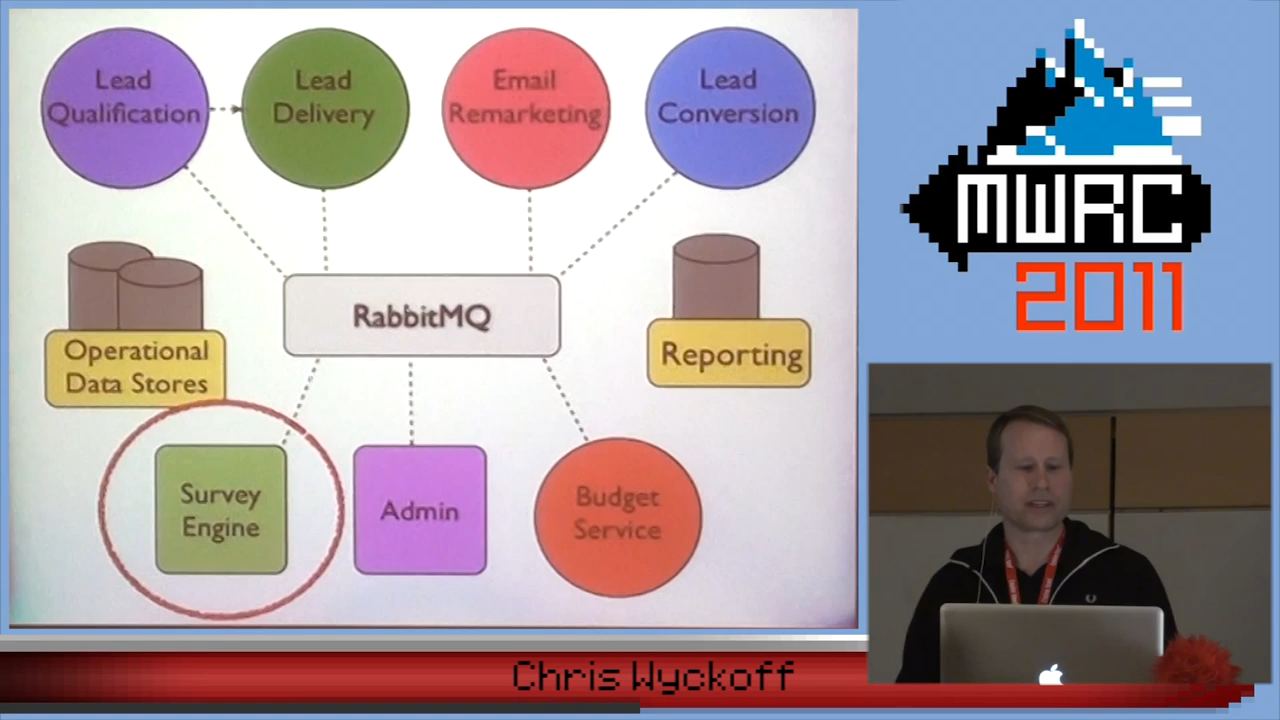 Lead
Qualification
Lead
Delivery
Email
Remarketing
Lead
Conversion
RabbitMQ
Operational
Data Stores
Reporting
Survey
Engine
Admin
Budget
Service
MWRC
2011
Chris Wyckoff